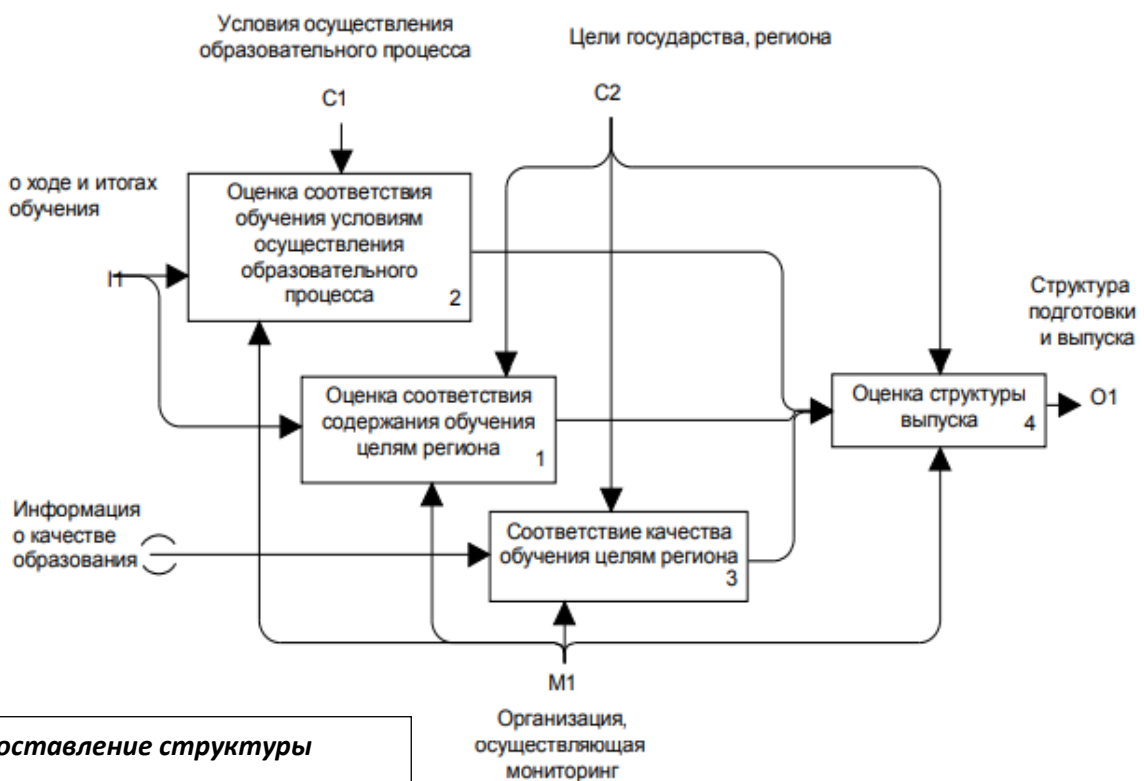 Условия осуществления
образовательного процесса
Цели государства, региона
C1
C2
о ходе и итогах
обучения
I1
Оценка соответствия
обучения условиям
осуществления
образовательного
процесса
2
Структура
подготовки
и выпуска
Оценка соответствия
содержания обучения
целям региона
1
Оценка структуры
выпуска
4
O1
Информация
о качестве
образования
Соответствие качества
обучения целям региона
3
M1
Организация,
осуществляющая
мониторинг
оставление структуры